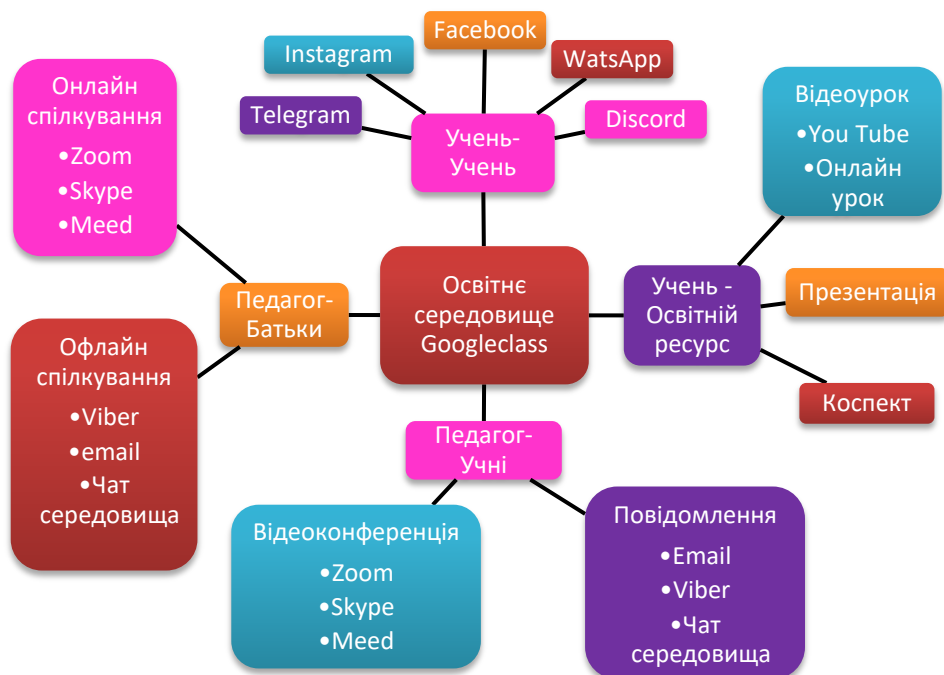 Facebook
Instagram
WatsApp
Telegram
Discord
Учень-
Учень
Онлайн
спілкування
•Zoom
•Skype
•Meed
Відеоурок
•You Tube
•Онлайн
урок
Педагог-
Батьки
Освітнє
середовище
Googleclass
Учень -
Освітній
ресурс
Презентація
Коспект
Офлайн
спілкування
•Viber
•email
•Чат
середовища
Педагог-
Учні
Відеоконференція
•Zoom
•Skype
•Meed
Повідомлення
•Email
•Viber
•Чат
середовища